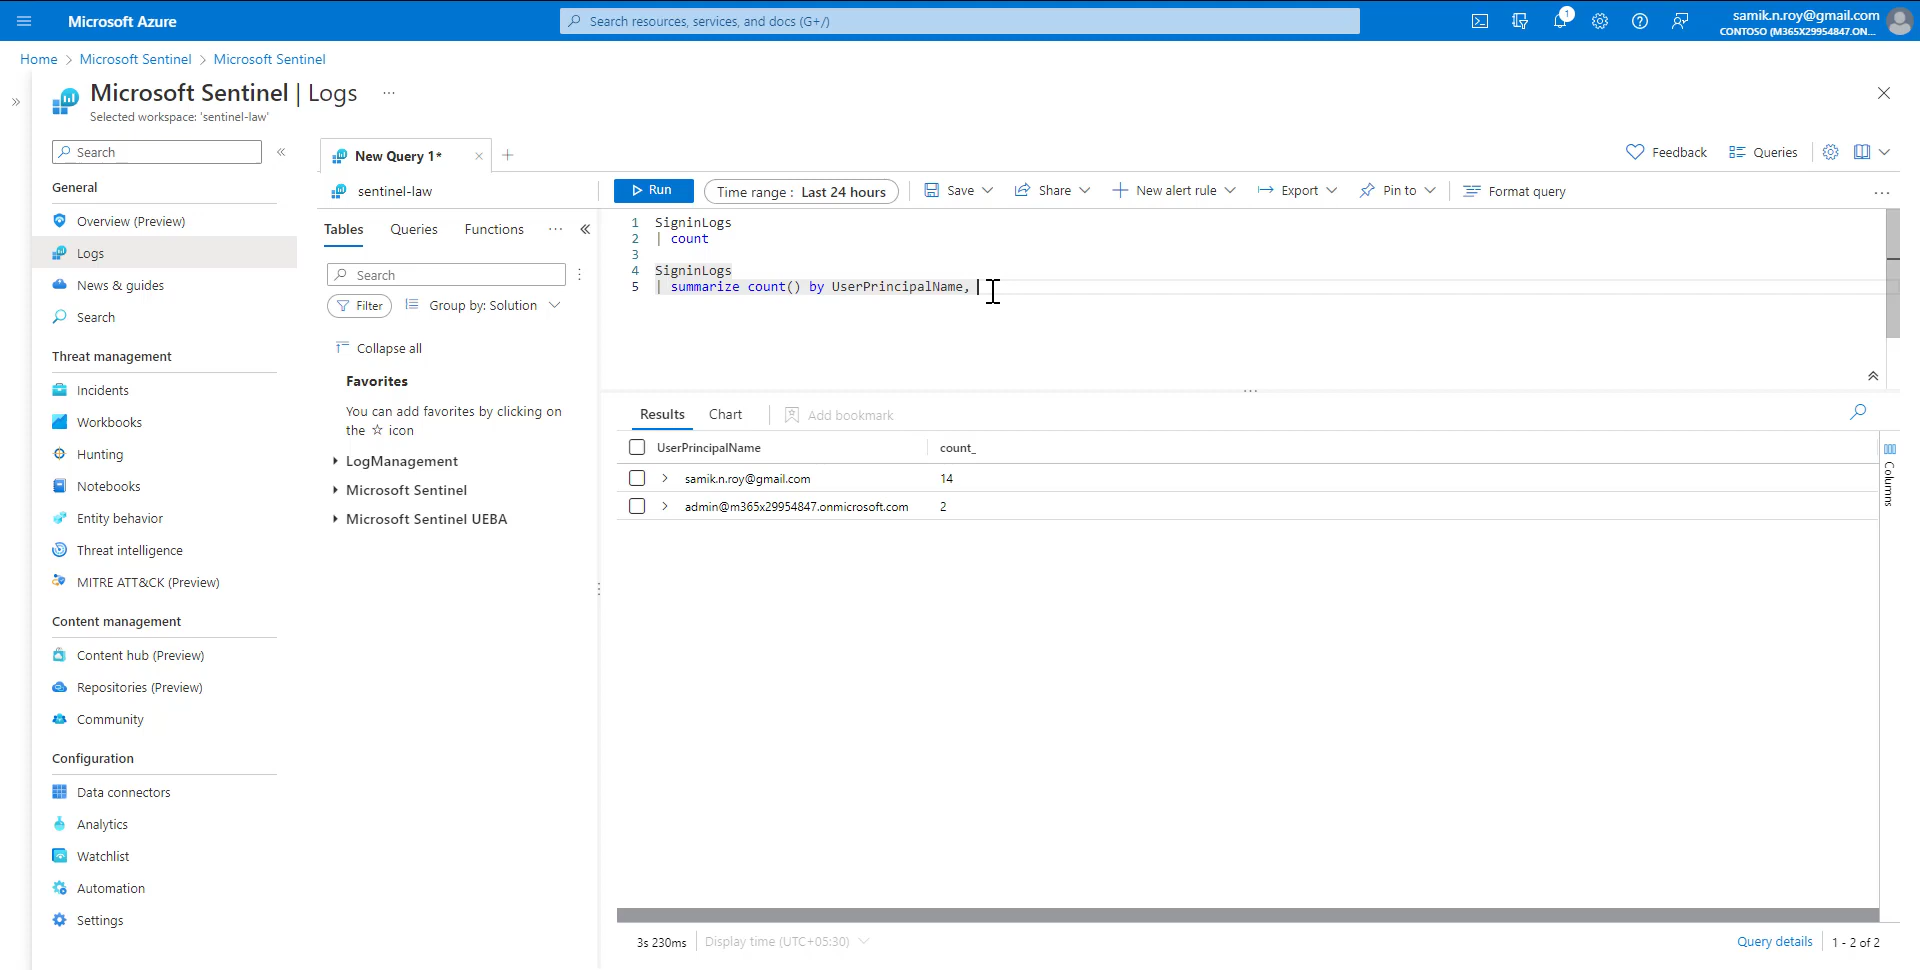 Microsoft Azure
Search resources, services, and docs (G+/)
1
samik.n.roy@gmail.com
CONTOSO (M365X29954847.ON...
Home > Microsoft Sentinel > Microsoft Sentinel
Microsoft Sentinel | Logs ...
Selected workspace: 'sentinel-law'
Search
General
Overview (Preview)
Logs
News & guides
Search
Threat management
Incidents
Workbooks
Hunting
Notebooks
Entity behavior
Threat intelligence
MITRE ATT&CK (Preview)
Content management
Content hub (Preview)
Repositories (Preview)
Community
Configuration
Data connectors
Analytics
Watchlist
Automation
Settings
New Query 1*
Feedback
Queries
sentinel-law
Run
Time range : Last 24 hours
Save
Share
New alert rule
Export
Pin to
Format query
...
Tables
Queries
Functions
...
Search
Filter
Group by: Solution
Collapse all
Favorites
You can add favorites by clicking on
the ☆ icon
LogManagement
Microsoft Sentinel
Microsoft Sentinel UEBA
1 SigninLogs
2 | count
3
4 SigninLogs
5 | summarize count() by UserPrincipalName,
...
Results
Chart
Add bookmark
UserPrincipalName count_
samik.n.roy@gmail.com 14
admin@m365x29954847.onmicrosoft.com 2
Columns
3s 230ms
Display time (UTC+05:30)
Query details
1 - 2 of 2